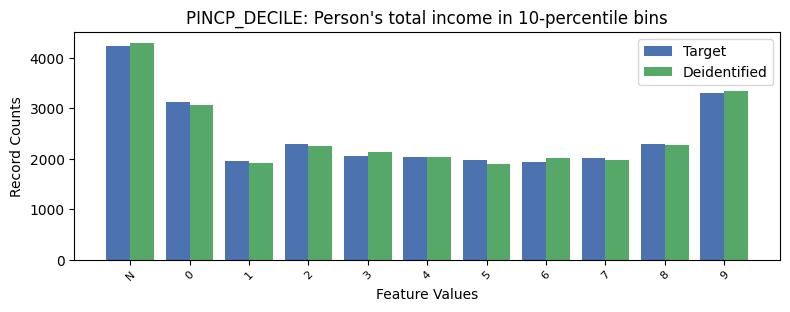 PINCP_DECILE: Person's total income in 10-percentile bins
Target
Deidentified
Record Counts
4000
3000
2000
1000
0
N 0 1 2 3 4 5 6 7 8 9
Feature Values